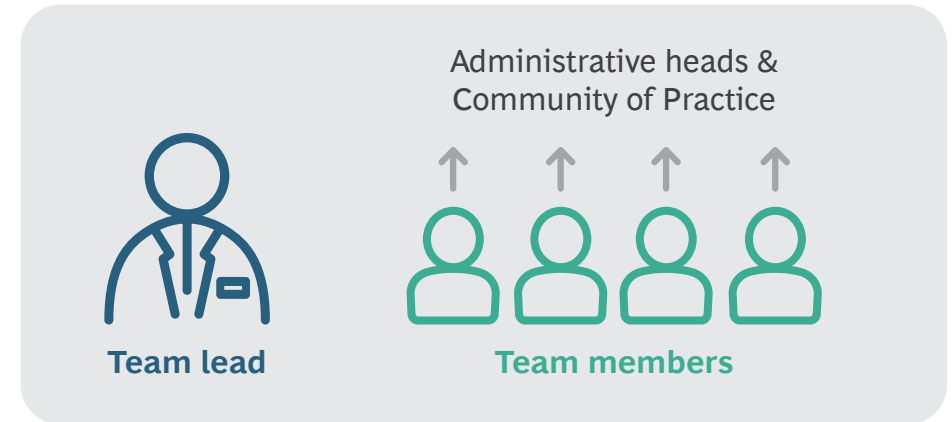 Administrative heads &
Community of Practice
Team lead
Team members